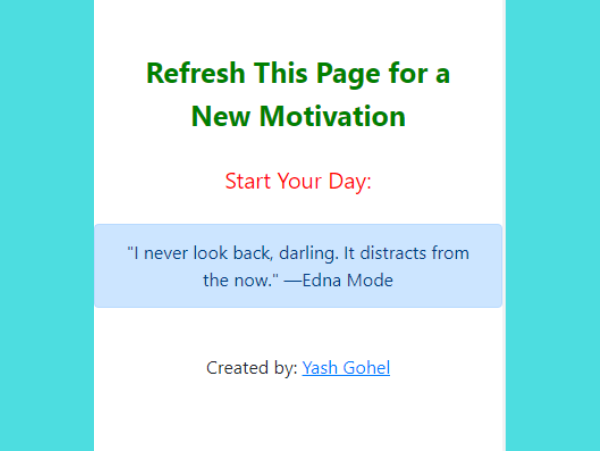 Refresh This Page for a
New Motivation
Start Your Day:
"I never look back, darling. It distracts from
the now." —Edna Mode
Created by: Yash Gohel